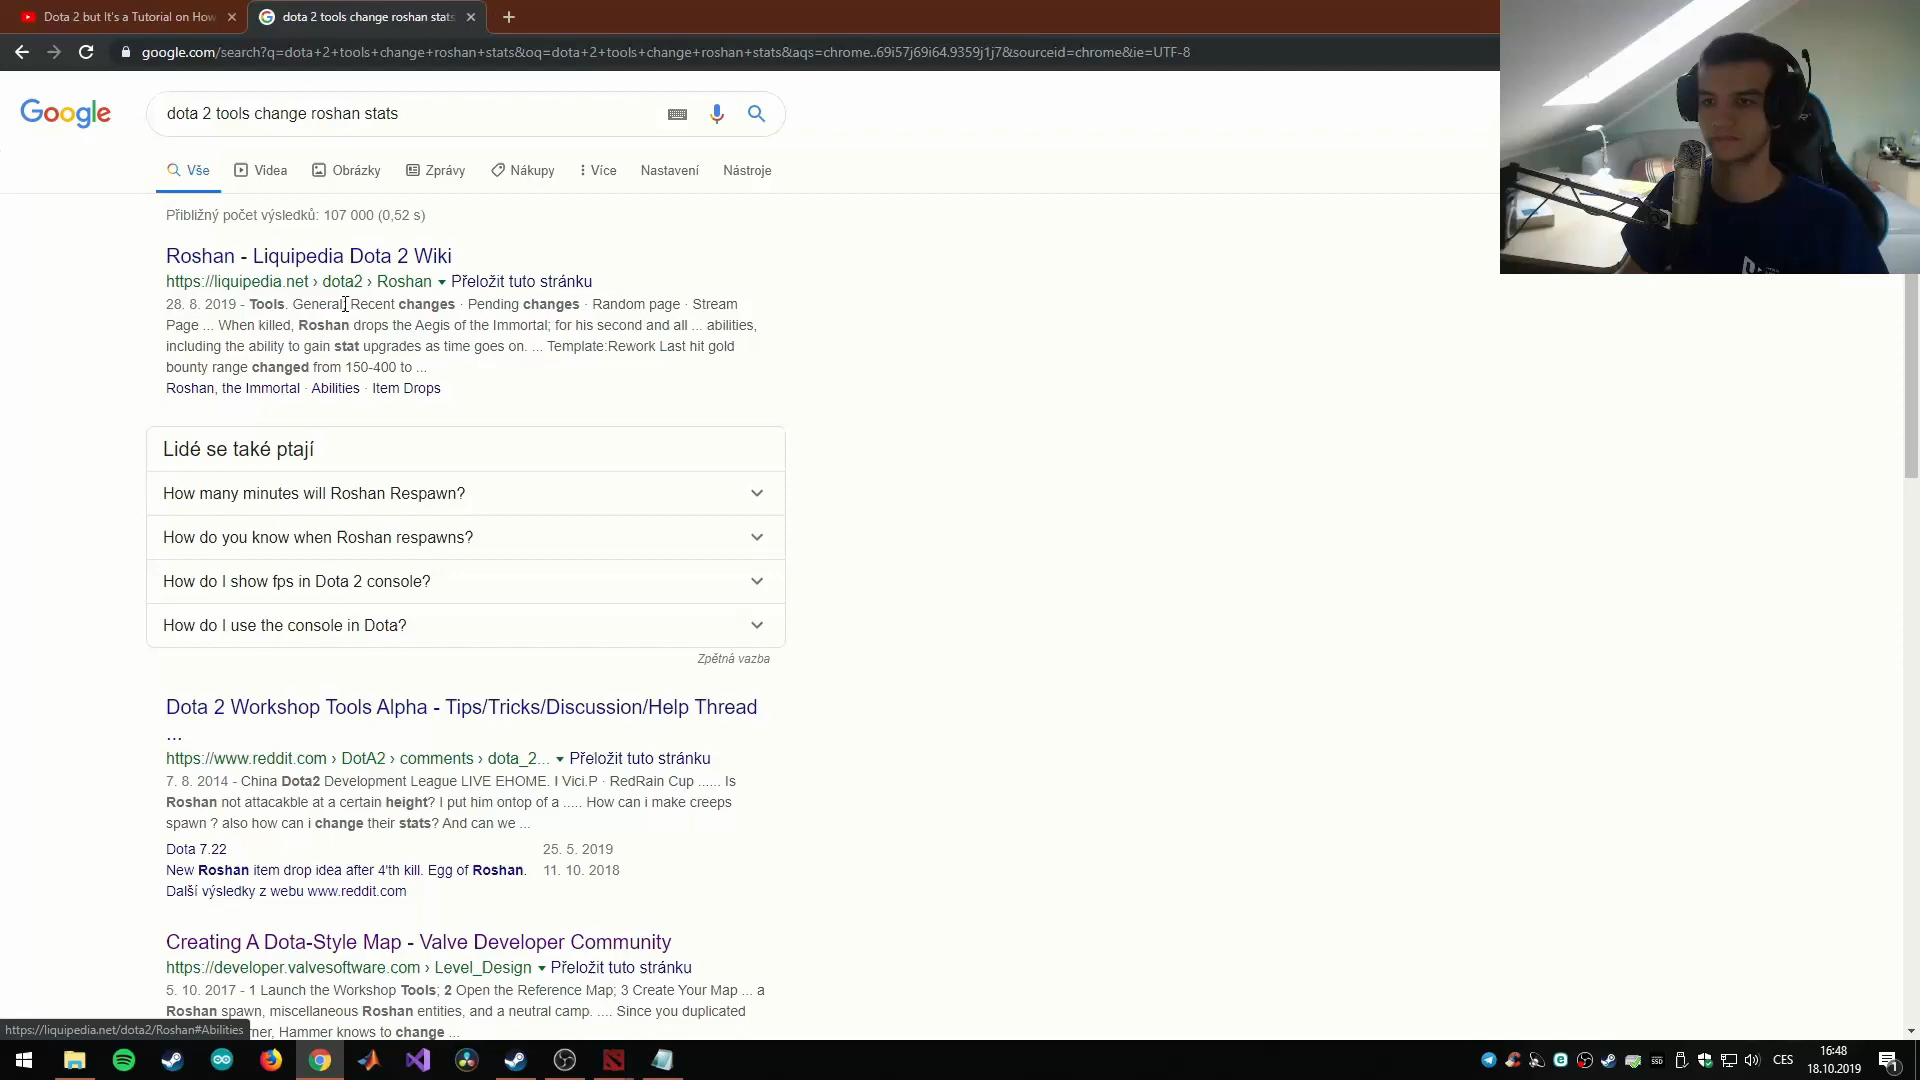 Dota 2 but It's a Tutorial on How
dota 2 tools change roshan stats
google.com/search?q=dota+2+tools+change+roshan+stats&oq=dota+2+tools+change+roshan+stats&aqs=chrome..69i57j69i64.9359j1j7&sourceid=chrome&ie=UTF-8
Google
dota 2 tools change roshan stats
Vše
Videa
Obrázky
Zprávy
Nákupy
Více
Nastavení
Nástroje
Přibližný počet výsledků: 107 000 (0,52 s)
Roshan - Liquipedia Dota 2 Wiki
https://liquipedia.net › dota2 › Roshan ▾ Přeložit tuto stránku
28. 8. 2019 - Tools. General Recent changes · Pending changes · Random page · Stream
Page ... When killed, Roshan drops the Aegis of the Immortal; for his second and all ... abilities,
including the ability to gain stat upgrades as time goes on. ... Template:Rework Last hit gold
bounty range changed from 150-400 to ...
Roshan, the Immortal · Abilities · Item Drops
Lidé se také ptají
How many minutes will Roshan Respawn?
How do you know when Roshan respawns?
How do I show fps in Dota 2 console?
How do I use the console in Dota?
Zpětná vazba
Dota 2 Workshop Tools Alpha - Tips/Tricks/Discussion/Help Thread
...
https://www.reddit.com › DotA2 › comments › dota_2... ▾ Přeložit tuto stránku
7. 8. 2014 - China Dota2 Development League LIVE EHOME. I Vici.P · RedRain Cup ...... Is
Roshan not attacakble at a certain height? I put him ontop of a ..... How can i make creeps
spawn ? also how can i change their stats? And can we ...
Dota 7.22 25. 5. 2019
New Roshan item drop idea after 4'th kill. Egg of Roshan. 11. 10. 2018
Další výsledky z webu www.reddit.com
Creating A Dota-Style Map - Valve Developer Community
https://developer.valvesoftware.com › Level_Design ▾ Přeložit tuto stránku
5. 10. 2017 - 1 Launch the Workshop Tools; 2 Open the Reference Map; 3 Create Your Map ... a
Roshan spawn, miscellaneous Roshan entities, and a neutral camp. .... Since you duplicated
ner, Hammer knows to change ...
https://liquipedia.net/dota2/Roshan#Abilities
CES
16:48
18.10.2019
1